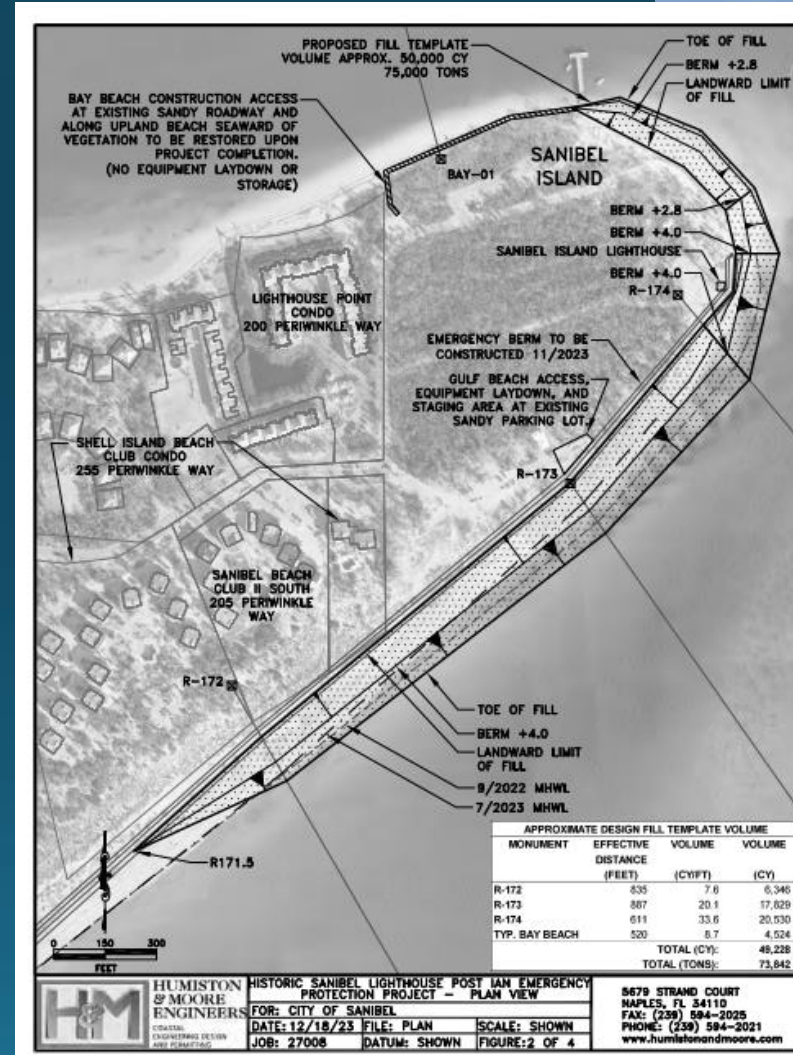 PROPOSED FILL TEMPLATE
VOLUME APPROX. 50,000 CY
75,000 TONS
TOE OF FILL
BERM +2.8
LANDWARD LIMIT
OF FILL
BAY BEACH CONSTRUCTION ACCESS
AT EXISTING SANDY ROADWAY AND
ALONG UPLAND BEACH SEAWARD OF
VEGETATION TO BE RESTORED UPON
PROJECT COMPLETION.
(NO EQUIPMENT LAYDOWN OR
STORAGE)
BAY-01
SANIBEL
ISLAND
BERM +2.8
BERM +4.0
SANIBEL ISLAND LIGHTHOUSE
BERM +4.0
R-174
LIGHTHOUSE POINT
CONDO
200 PERIWINKLE WAY
EMERGENCY BERM TO BE
CONSTRUCTED 11/2023
GULF BEACH ACCESS,
EQUIPMENT LAYDOWN, AND
STAGING AREA AT EXISTING
SANDY PARKING LOT
SHELL ISLAND BEACH
CLUB CONDO
255 PERIWINKLE WAY
R-173
SANIBEL BEACH
CLUB II SOUTH
205 PERIWINKLE
WAY
R-172
TOE OF FILL
BERM +4.0
LANDWARD LIMIT
OF FILL
9/2022 MHWL
7/2023 MHWL
R171.5
0 150 300
FEET
APPROXIMATE DESIGN FILL TEMPLATE VOLUME
MONUMENT EFFECTIVE VOLUME VOLUME
DISTANCE
(FEET) (CY/FT) (CY)
R-172 835 7.6 6,346
R-173 887 20.1 17,829
R-174 611 33.6 20,530
TYP. BAY BEACH 520 8.7 4,524
TOTAL (CY): 49,228
TOTAL (TONS): 73,842
H&M
HUMISTON
& MOORE
ENGINEERS
COASTAL
ENGINEERING DESIGN
AND PERMITTING
HISTORIC SANIBEL LIGHTHOUSE POST IAN EMERGENCY
PROTECTION PROJECT – PLAN VIEW
FOR: CITY OF SANIBEL
DATE: 12/18/23 FILE: PLAN SCALE: SHOWN
JOB: 27008 DATUM: SHOWN FIGURE: 2 OF 4
5679 STRAND COURT
NAPLES, FL 34110
FAX: (239) 594-2025
PHONE: (239) 594-2021
www.humistonandmoore.com